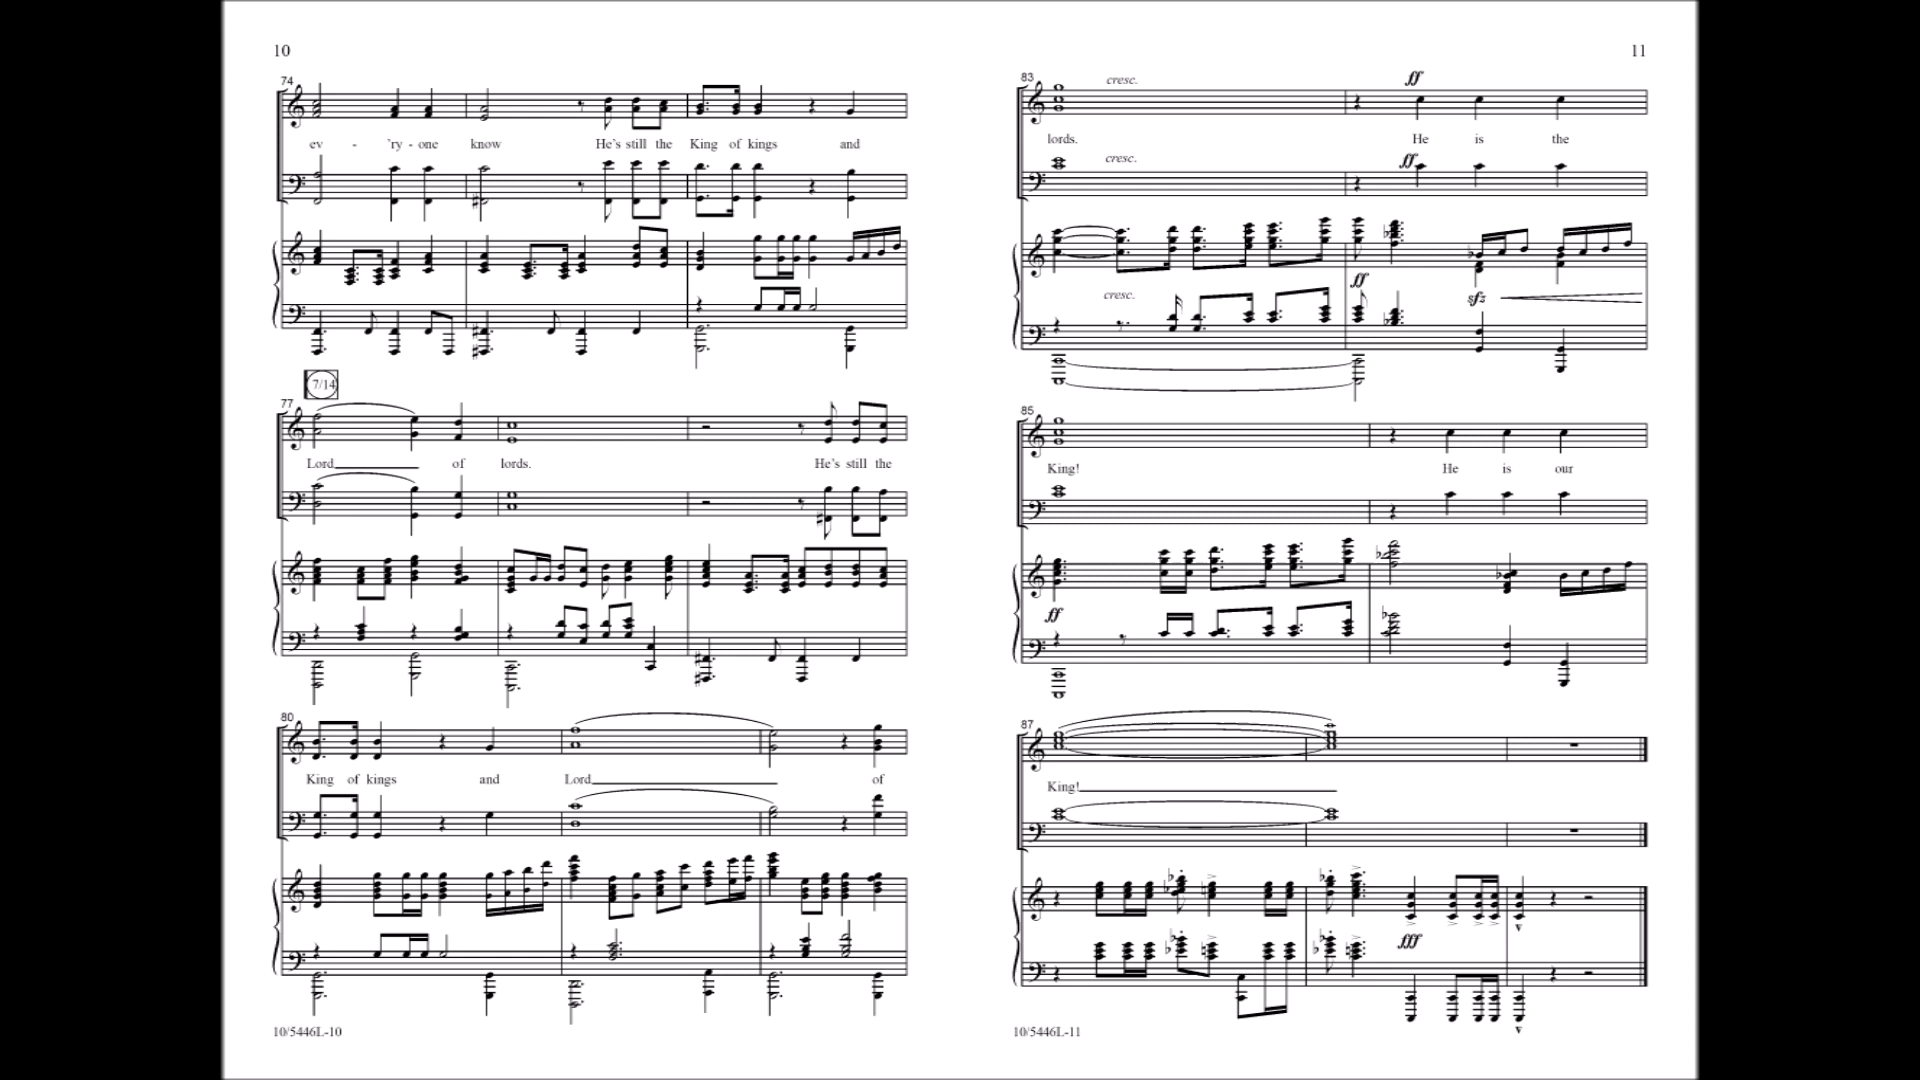 10
74
ev - 'ry - one know He's still the King of kings and
7/14
77
Lord of lords. He's still the
80
King of kings and Lord of
10/5446L-10
11
83 cresc. ff
lords. He is the
cresc. ff
ff
cresc. sfz
85
King! He is our
ff
87
King!
fff
10/5446L-11